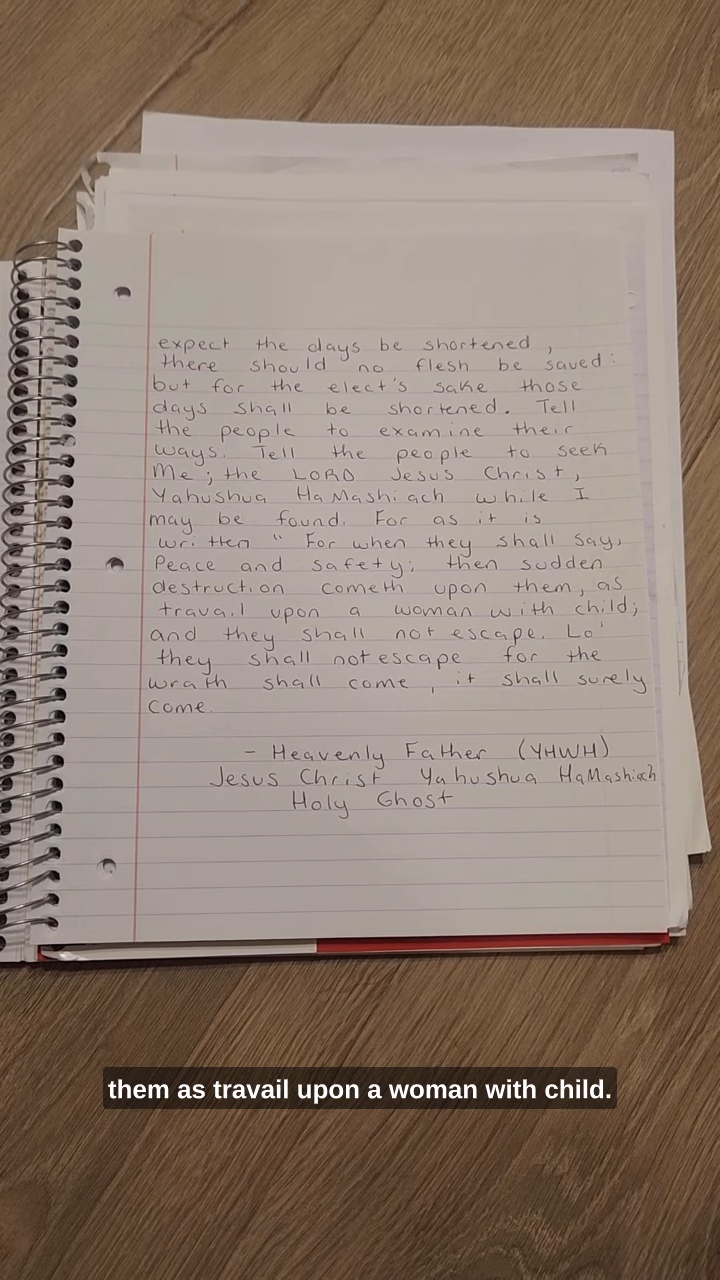 expect the days be shortened,
there should no flesh be saved:
but for the elect's sake those
days shall be shortened. Tell
the people to examine their
ways. Tell the people to seek
Me; the LORD Jesus Christ,
Yahushua HaMashiach while I
may be found. For as it is
written " For when they shall say,
Peace and safety; then sudden
destruction cometh upon them, as
travail upon a woman with child;
and they shall not escape. Lo'
they shall not escape for the
wrath shall come, it shall surely
come.
- Heavenly Father (YHWH)
Jesus Christ Yahushua HaMashiach
Holy Ghost
them as travail upon a woman with child.